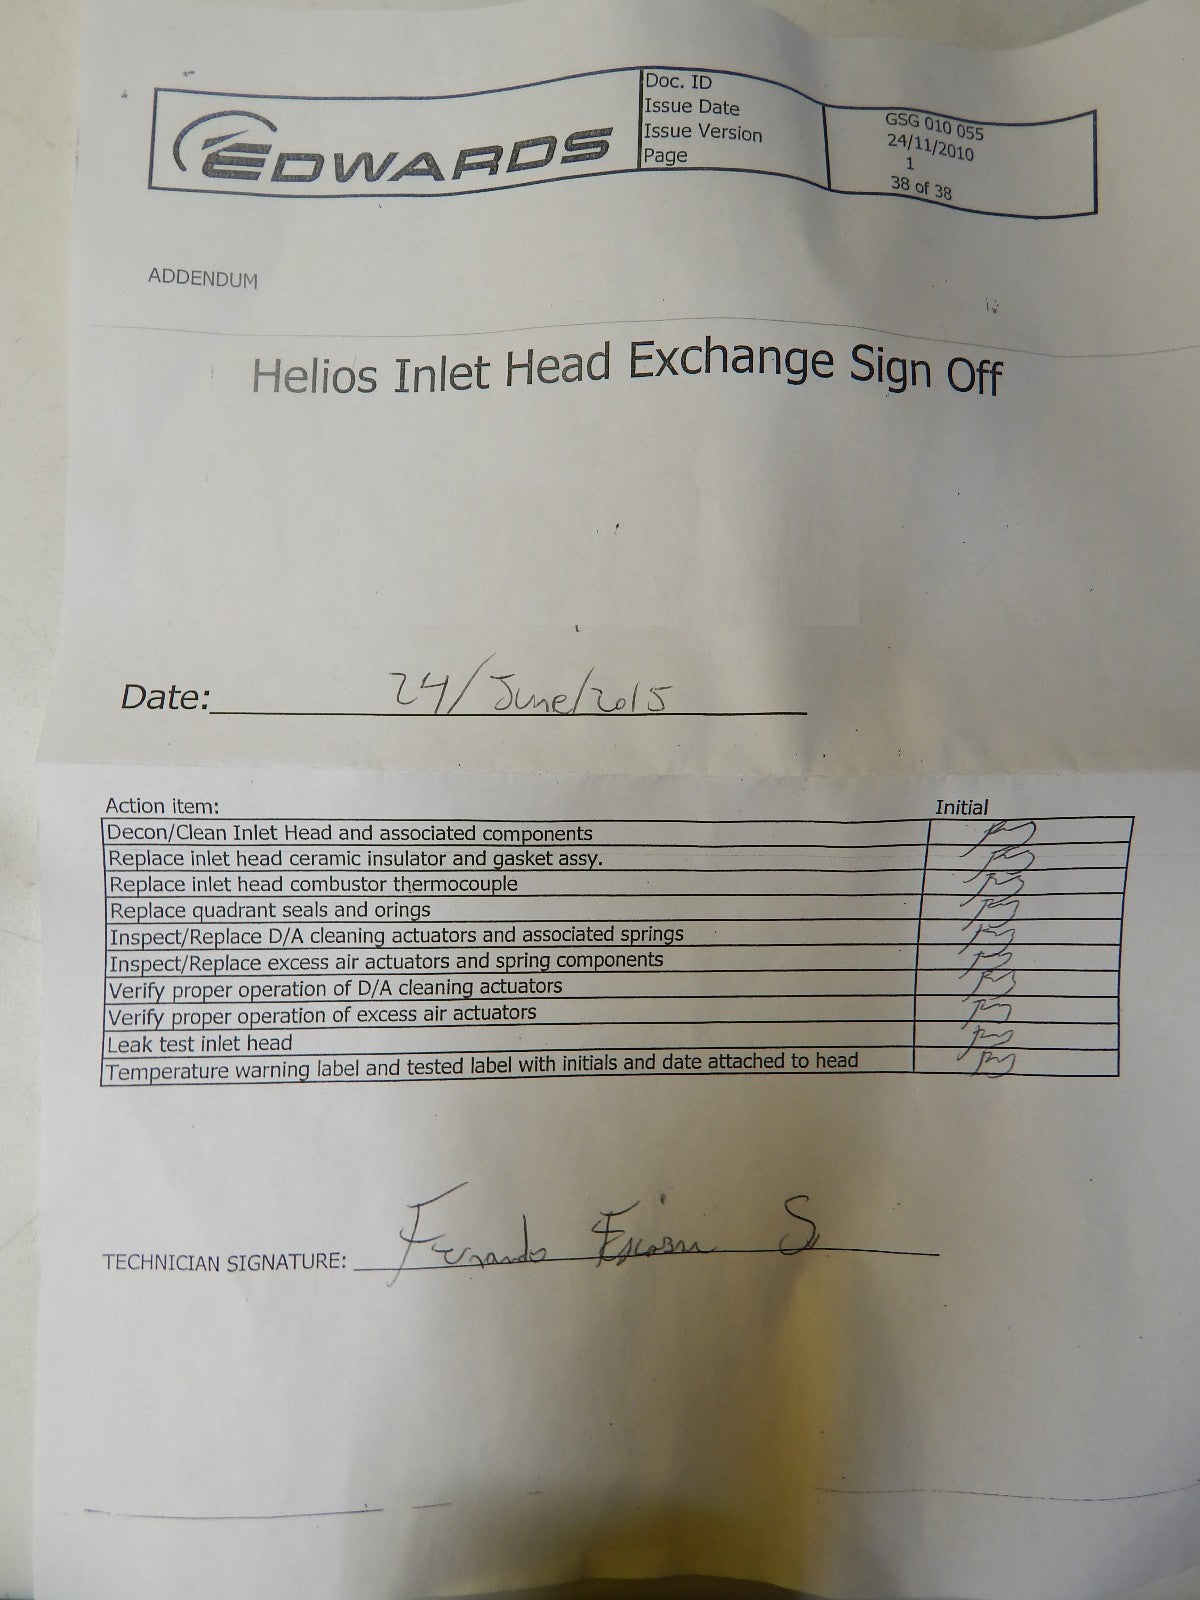 EDWARDS
Doc. ID GSG 010 055
Issue Date 24/11/2010
Issue Version 1
Page 38 of 38
ADDENDUM
Helios Inlet Head Exchange Sign Off
Date: 24/June/2015
Action item: Initial
Decon/Clean Inlet Head and associated components
Replace inlet head ceramic insulator and gasket assy.
Replace inlet head combustor thermocouple
Replace quadrant seals and orings
Inspect/Replace D/A cleaning actuators and associated springs
Inspect/Replace excess air actuators and spring components
Verify proper operation of D/A cleaning actuators
Verify proper operation of excess air actuators
Leak test inlet head
Temperature warning label and tested label with initials and date attached to head
TECHNICIAN SIGNATURE: Fernando S